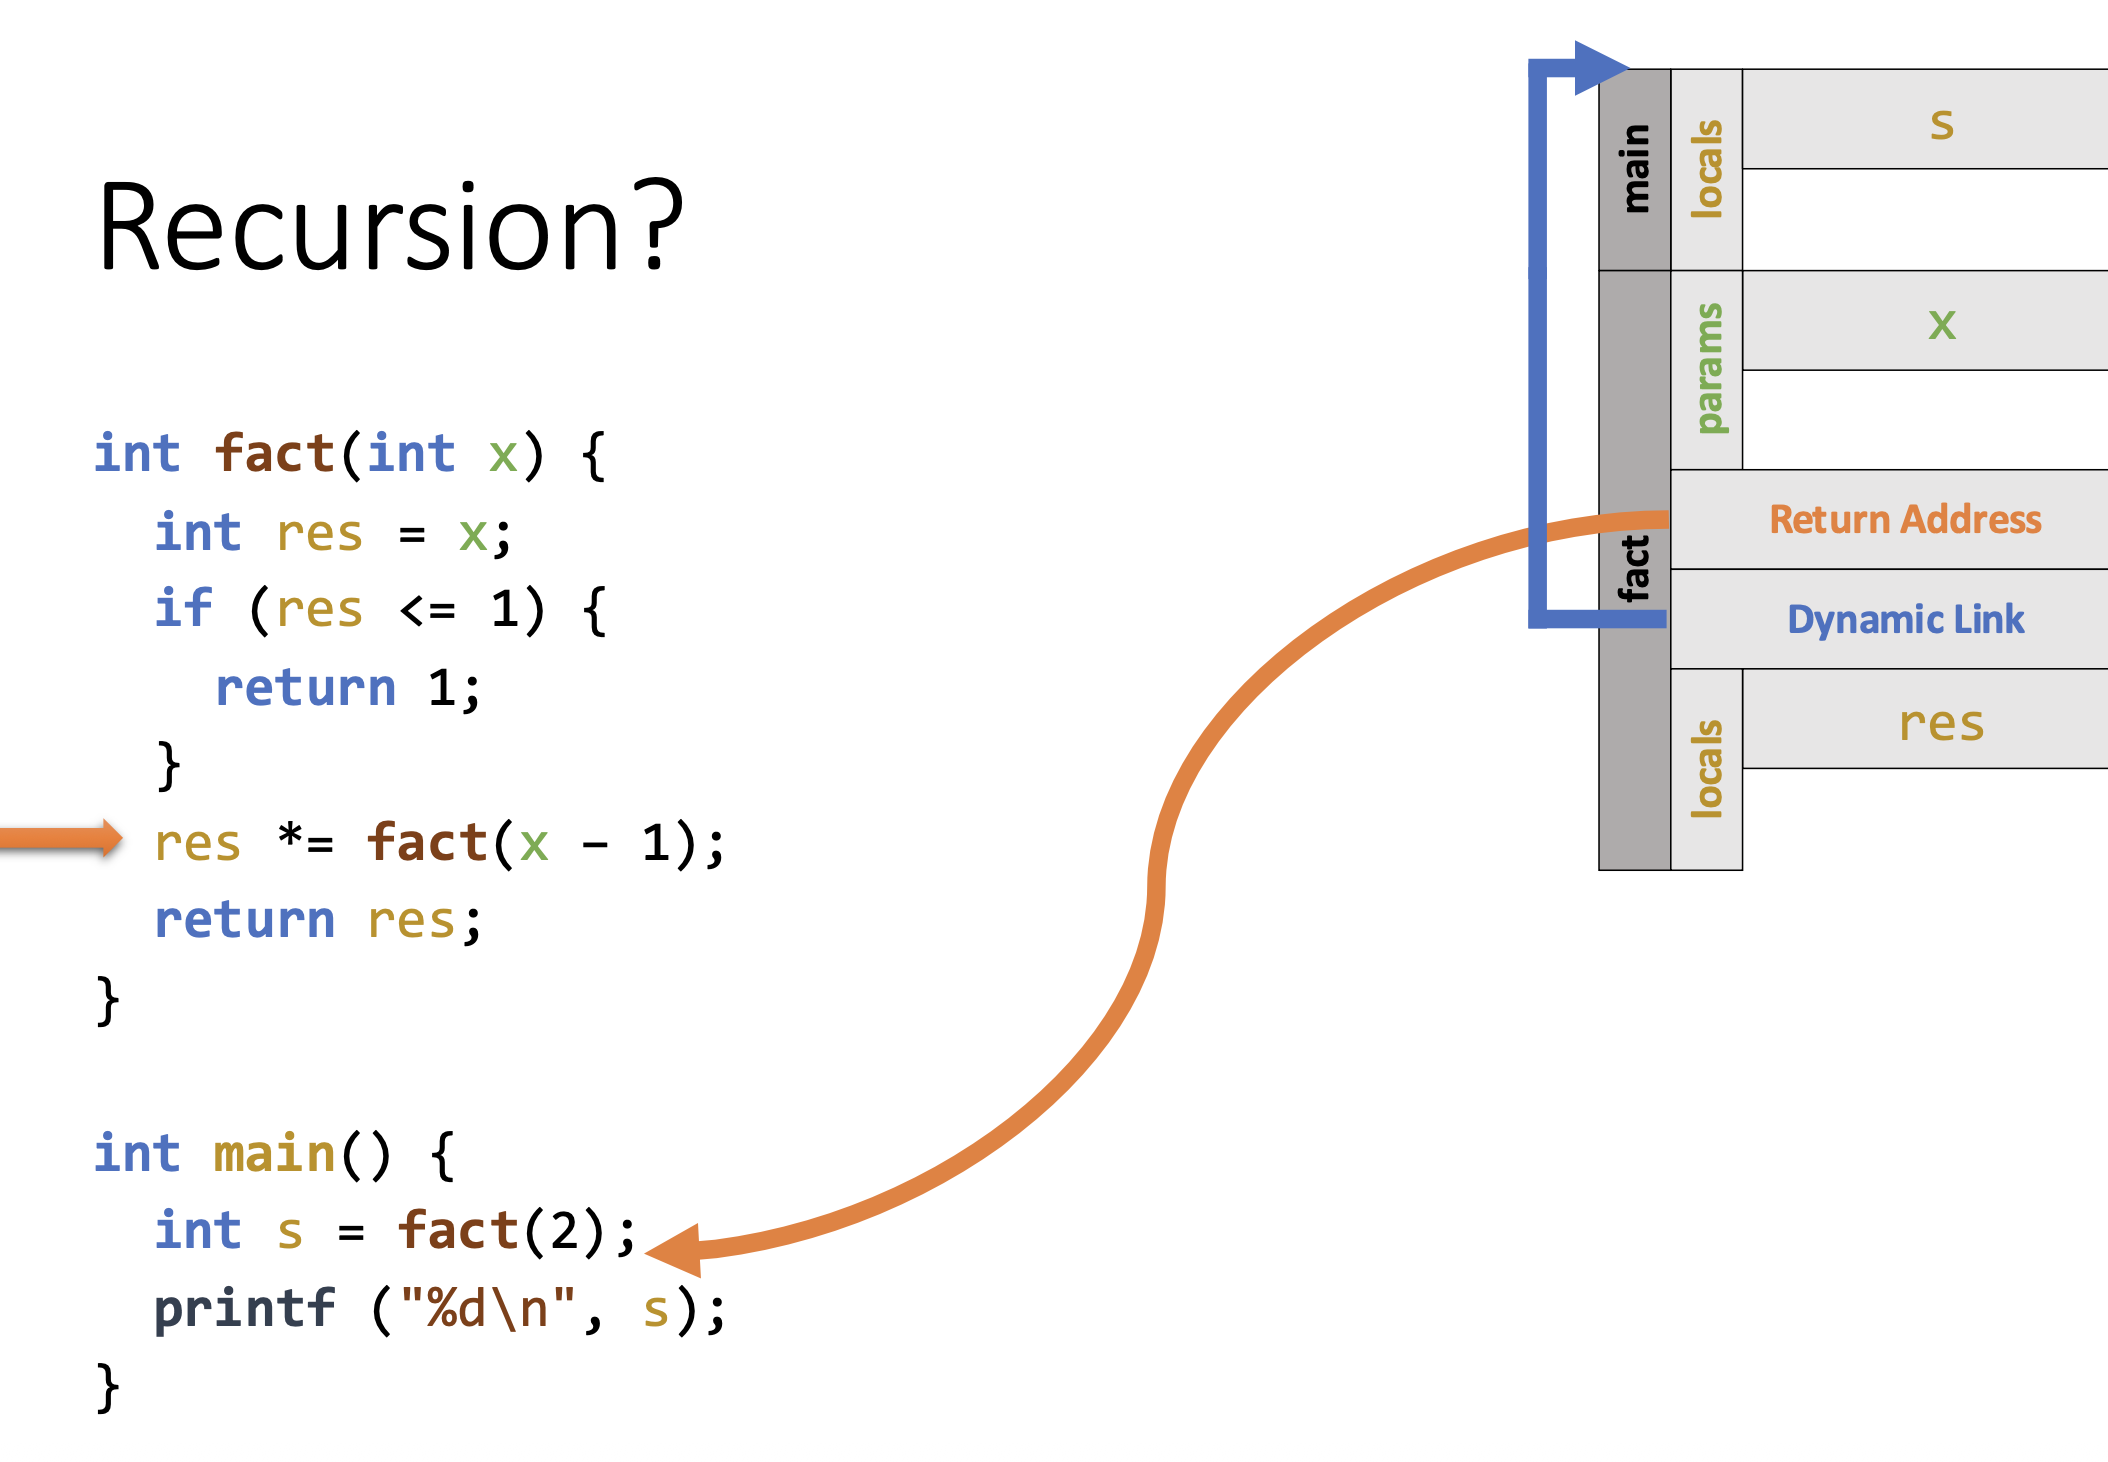 Recursion?
int fact(int x) {
  int res = x;
  if (res <= 1) {
    return 1;
  }
  res *= fact(x – 1);
  return res;
}
int main() {
  int s = fact(2);
  printf ("%d\n", s);
}
main
locals
s
fact
params
x
Return Address
Dynamic Link
locals
res